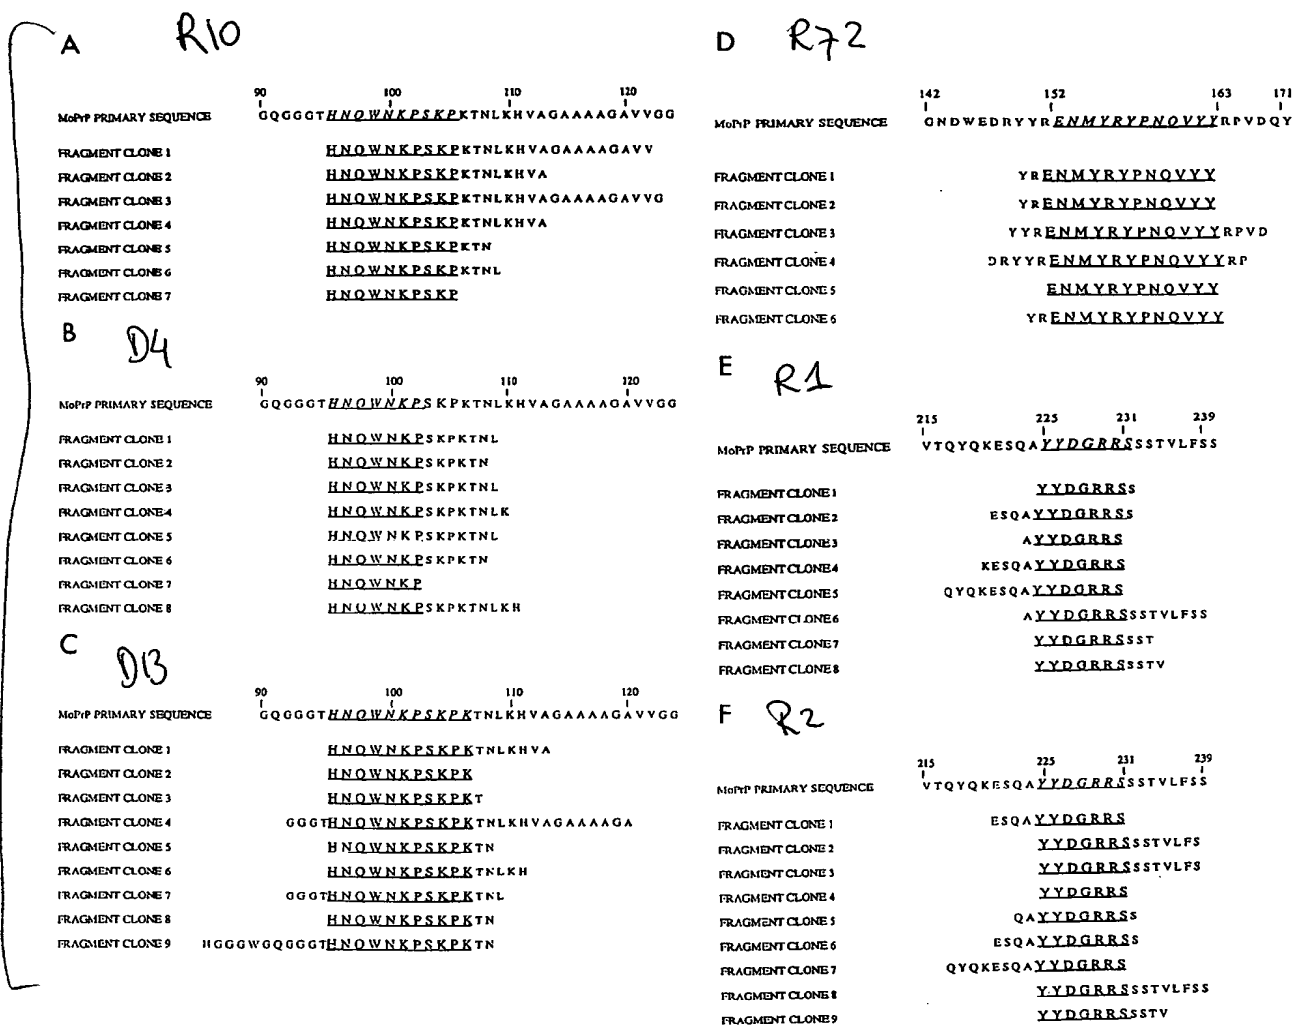 A R10
90 100 110 120
MoPrP PRIMARY SEQUENCE GQGGGTHNQWNKPSKPKTNLKHVAGAAAAGAVVGG
FRAGMENT CLONE 1 HNQWNKPSKPKTNLKHVAGAAAAGAVV
FRAGMENT CLONE 2 HNQWNKPSKPKTNLKHVA
FRAGMENT CLONE 3 HNQWNKPSKPKTNLKHVAGAAAAGAVVG
FRAGMENT CLONE 4 HNQWNKPSKPKTNLKHVA
FRAGMENT CLONE 5 HNQWNKPSKPKTN
FRAGMENT CLONE 6 HNQWNKPSKPKTNL
FRAGMENT CLONE 7 HNQWNKPSKP
B D4
90 100 110 120
MoPrP PRIMARY SEQUENCE GQGGGTHNQWNKPSKPKTNLKHVAGAAAAGAVVGG
FRAGMENT CLONE 1 HNQWNKPSKPKTNL
FRAGMENT CLONE 2 HNQWNKPSKPKTN
FRAGMENT CLONE 3 HNQWNKPSKPKTNL
FRAGMENT CLONE 4 HNQWNKPSKPKTNLK
FRAGMENT CLONE 5 HNQWNKPSKPKTNL
FRAGMENT CLONE 6 HNQWNKPSKPKTN
FRAGMENT CLONE 7 HNQWNKP
FRAGMENT CLONE 8 HNQWNKPSKPKTNLKH
C D13
90 100 110 120
MoPrP PRIMARY SEQUENCE GQGGGTHNQWNKPSKPKTNLKHVAGAAAAGAVVGG
FRAGMENT CLONE 1 HNQWNKPSKPKTNLKHVA
FRAGMENT CLONE 2 HNQWNKPSKPK
FRAGMENT CLONE 3 HNQWNKPSKPKT
FRAGMENT CLONE 4 GGGTHNQWNKPSKPKTNLKHVAGAAAAGA
FRAGMENT CLONE 5 HNQWNKPSKPKTN
FRAGMENT CLONE 6 HNQWNKPSKPKTNLKH
FRAGMENT CLONE 7 GGGTHNQWNKPSKPKTNL
FRAGMENT CLONE 8 HNQWNKPSKPKTN
FRAGMENT CLONE 9 HGGGWGQGGGTHNQWNKPSKPKTN
D R72
142 152 163 171
MoPrP PRIMARY SEQUENCE GNDWEDRYYRENMYRYPNQVYYRPVDQY
FRAGMENT CLONE 1 YRENMYRYPNQVYY
FRAGMENT CLONE 2 YRENMYRYPNQVYY
FRAGMENT CLONE 3 YYRENMYRYPNQVYYRPVD
FRAGMENT CLONE 4 DRYYRENMYRYPNQVYYRP
FRAGMENT CLONE 5 ENMYRYPNQVYY
FRAGMENT CLONE 6 YRENMYRYPNQVYY
E R1
215 225 231 239
MoPrP PRIMARY SEQUENCE VTQYQKESQAYYDGRRSSSTVLFSS
FRAGMENT CLONE 1 YYDGRRSS
FRAGMENT CLONE 2 ESQAYYDGRRSS
FRAGMENT CLONE 3 AYYDGRRS
FRAGMENT CLONE 4 KESQAYYDGRRS
FRAGMENT CLONE 5 QYQKESQAYYDGRRS
FRAGMENT CLONE 6 AYYDGRRSSSTVLFSS
FRAGMENT CLONE 7 YYDGRRSSST
FRAGMENT CLONE 8 YYDGRRSSSTV
F R2
215 225 231 239
MoPrP PRIMARY SEQUENCE VTQYQKESQAYYDGRRSSSTVLFSS
FRAGMENT CLONE 1 ESQAYYDGRRS
FRAGMENT CLONE 2 YYDGRRSSSTVLFS
FRAGMENT CLONE 3 YYDGRRSSSTVLFS
FRAGMENT CLONE 4 YYDGRRS
FRAGMENT CLONE 5 QAYYDGRRSS
FRAGMENT CLONE 6 ESQAYYDGRRSS
FRAGMENT CLONE 7 QYQKESQAYYDGRRS
FRAGMENT CLONE 8 YYDGRRSSSTVLFSS
FRAGMENT CLONE 9 YYDGRRSSSTV